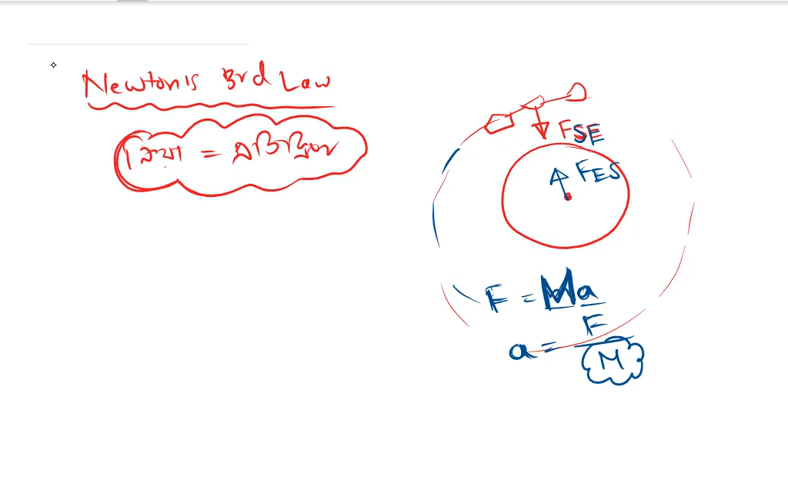 Newton's 3rd Law
ক্রিয়া = প্রতিক্রিয়া
FSE
FES
F = Ma
a = F
M